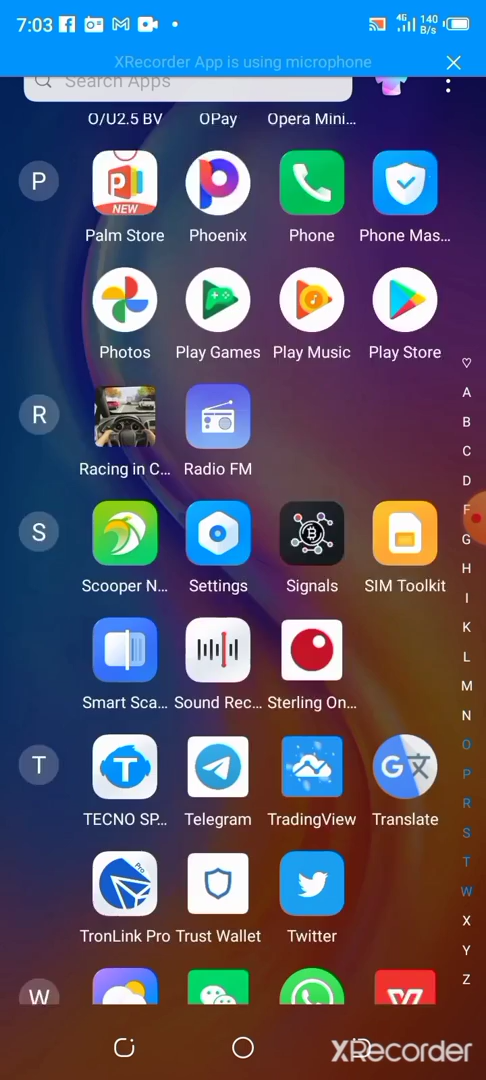 7:03
4G 140 B/s
XRecorder App is using microphone
Search Apps
O/U2.5 BV OPay Opera Mini...
P
NEW
Palm Store Phoenix Phone Phone Mas...
Photos Play Games Play Music Play Store
R
Racing in C... Radio FM
S
Scooper N... Settings Signals SIM Toolkit
Smart Sca... Sound Rec... Sterling On...
T
TECNO SP... Telegram TradingView Translate
Pro
TronLink Pro Trust Wallet Twitter
W
A
B
C
D
F
G
H
I
K
L
M
N
O
P
R
S
T
W
X
Y
Z
XRecorder